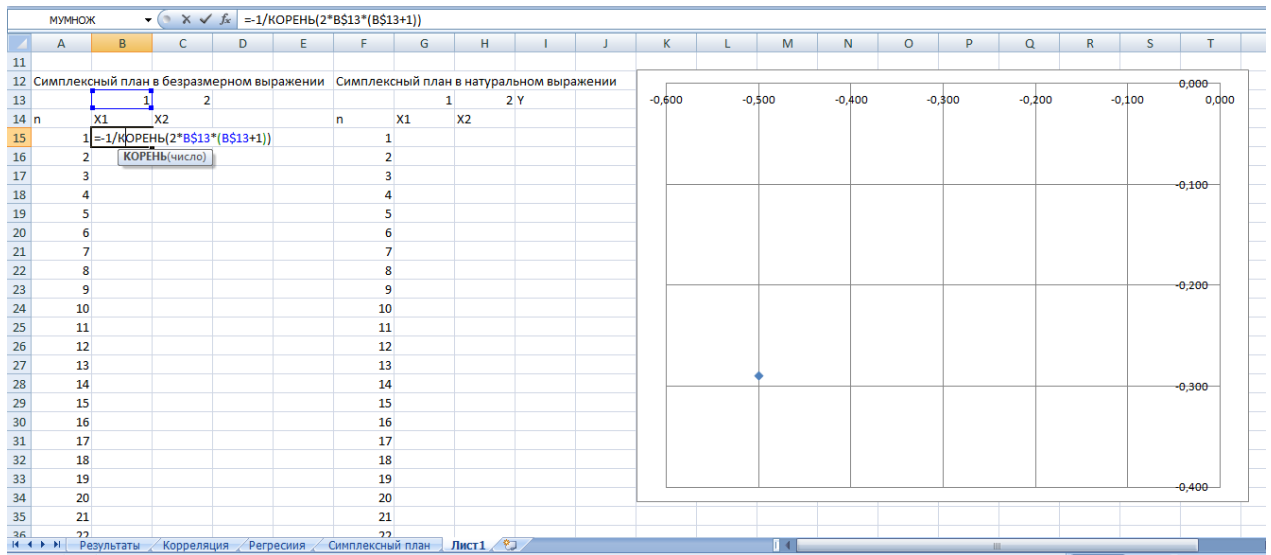 МУМНОЖ =-1/КОРЕНЬ(2*B$13*(B$13+1))
A B C D E F G H I J K L M N O P Q R S T
11
12 Симплексный план в безразмерном выражении Симплексный план в натуральном выражении
13 1 2 1 2 Y
14 n X1 X2 n X1 X2
15 1 =-1/КОРЕНЬ(2*B$13*(B$13+1)) 1
16 2 КОРЕНЬ(число) 2
17 3 3
18 4 4
19 5 5
20 6 6
21 7 7
22 8 8
23 9 9
24 10 10
25 11 11
26 12 12
27 13 13
28 14 14
29 15 15
30 16 16
31 17 17
32 18 18
33 19 19
34 20 20
35 21 21
36 22 22
0,000
-0,600 -0,500 -0,400 -0,300 -0,200 -0,100 0,000
-0,100
-0,200
-0,300
-0,400
Результаты Корреляция Регресиия Симплексный план Лист1